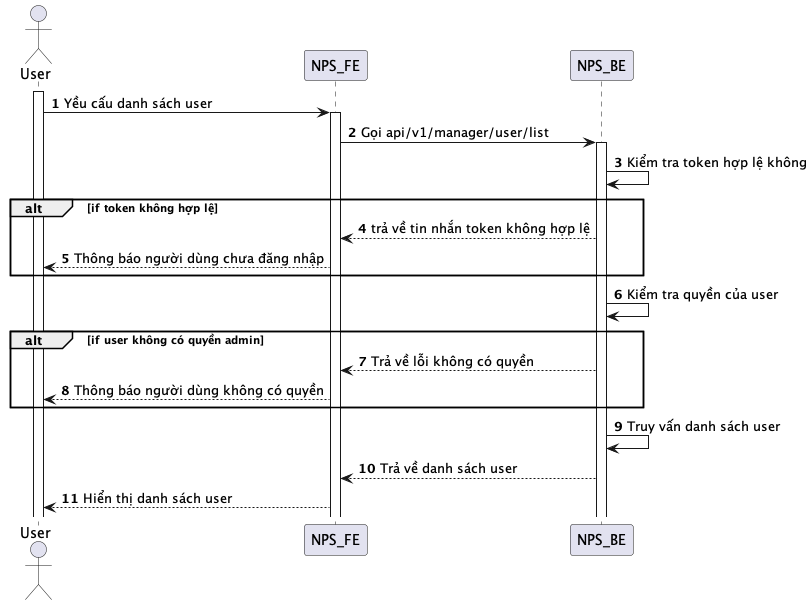 User
NPS_FE
NPS_BE
1 Yều cấu danh sách user
2 Gọi api/v1/manager/user/list
3 Kiểm tra token hợp lệ không
alt [if token không hợp lệ]
4 trả về tin nhắn token không hợp lệ
5 Thông báo người dùng chưa đăng nhập
6 Kiểm tra quyền của user
alt [if user không có quyền admin]
7 Trả về lỗi không có quyền
8 Thông báo người dùng không có quyền
9 Truy vấn danh sách user
10 Trả về danh sách user
11 Hiển thị danh sách user
User
NPS_FE
NPS_BE